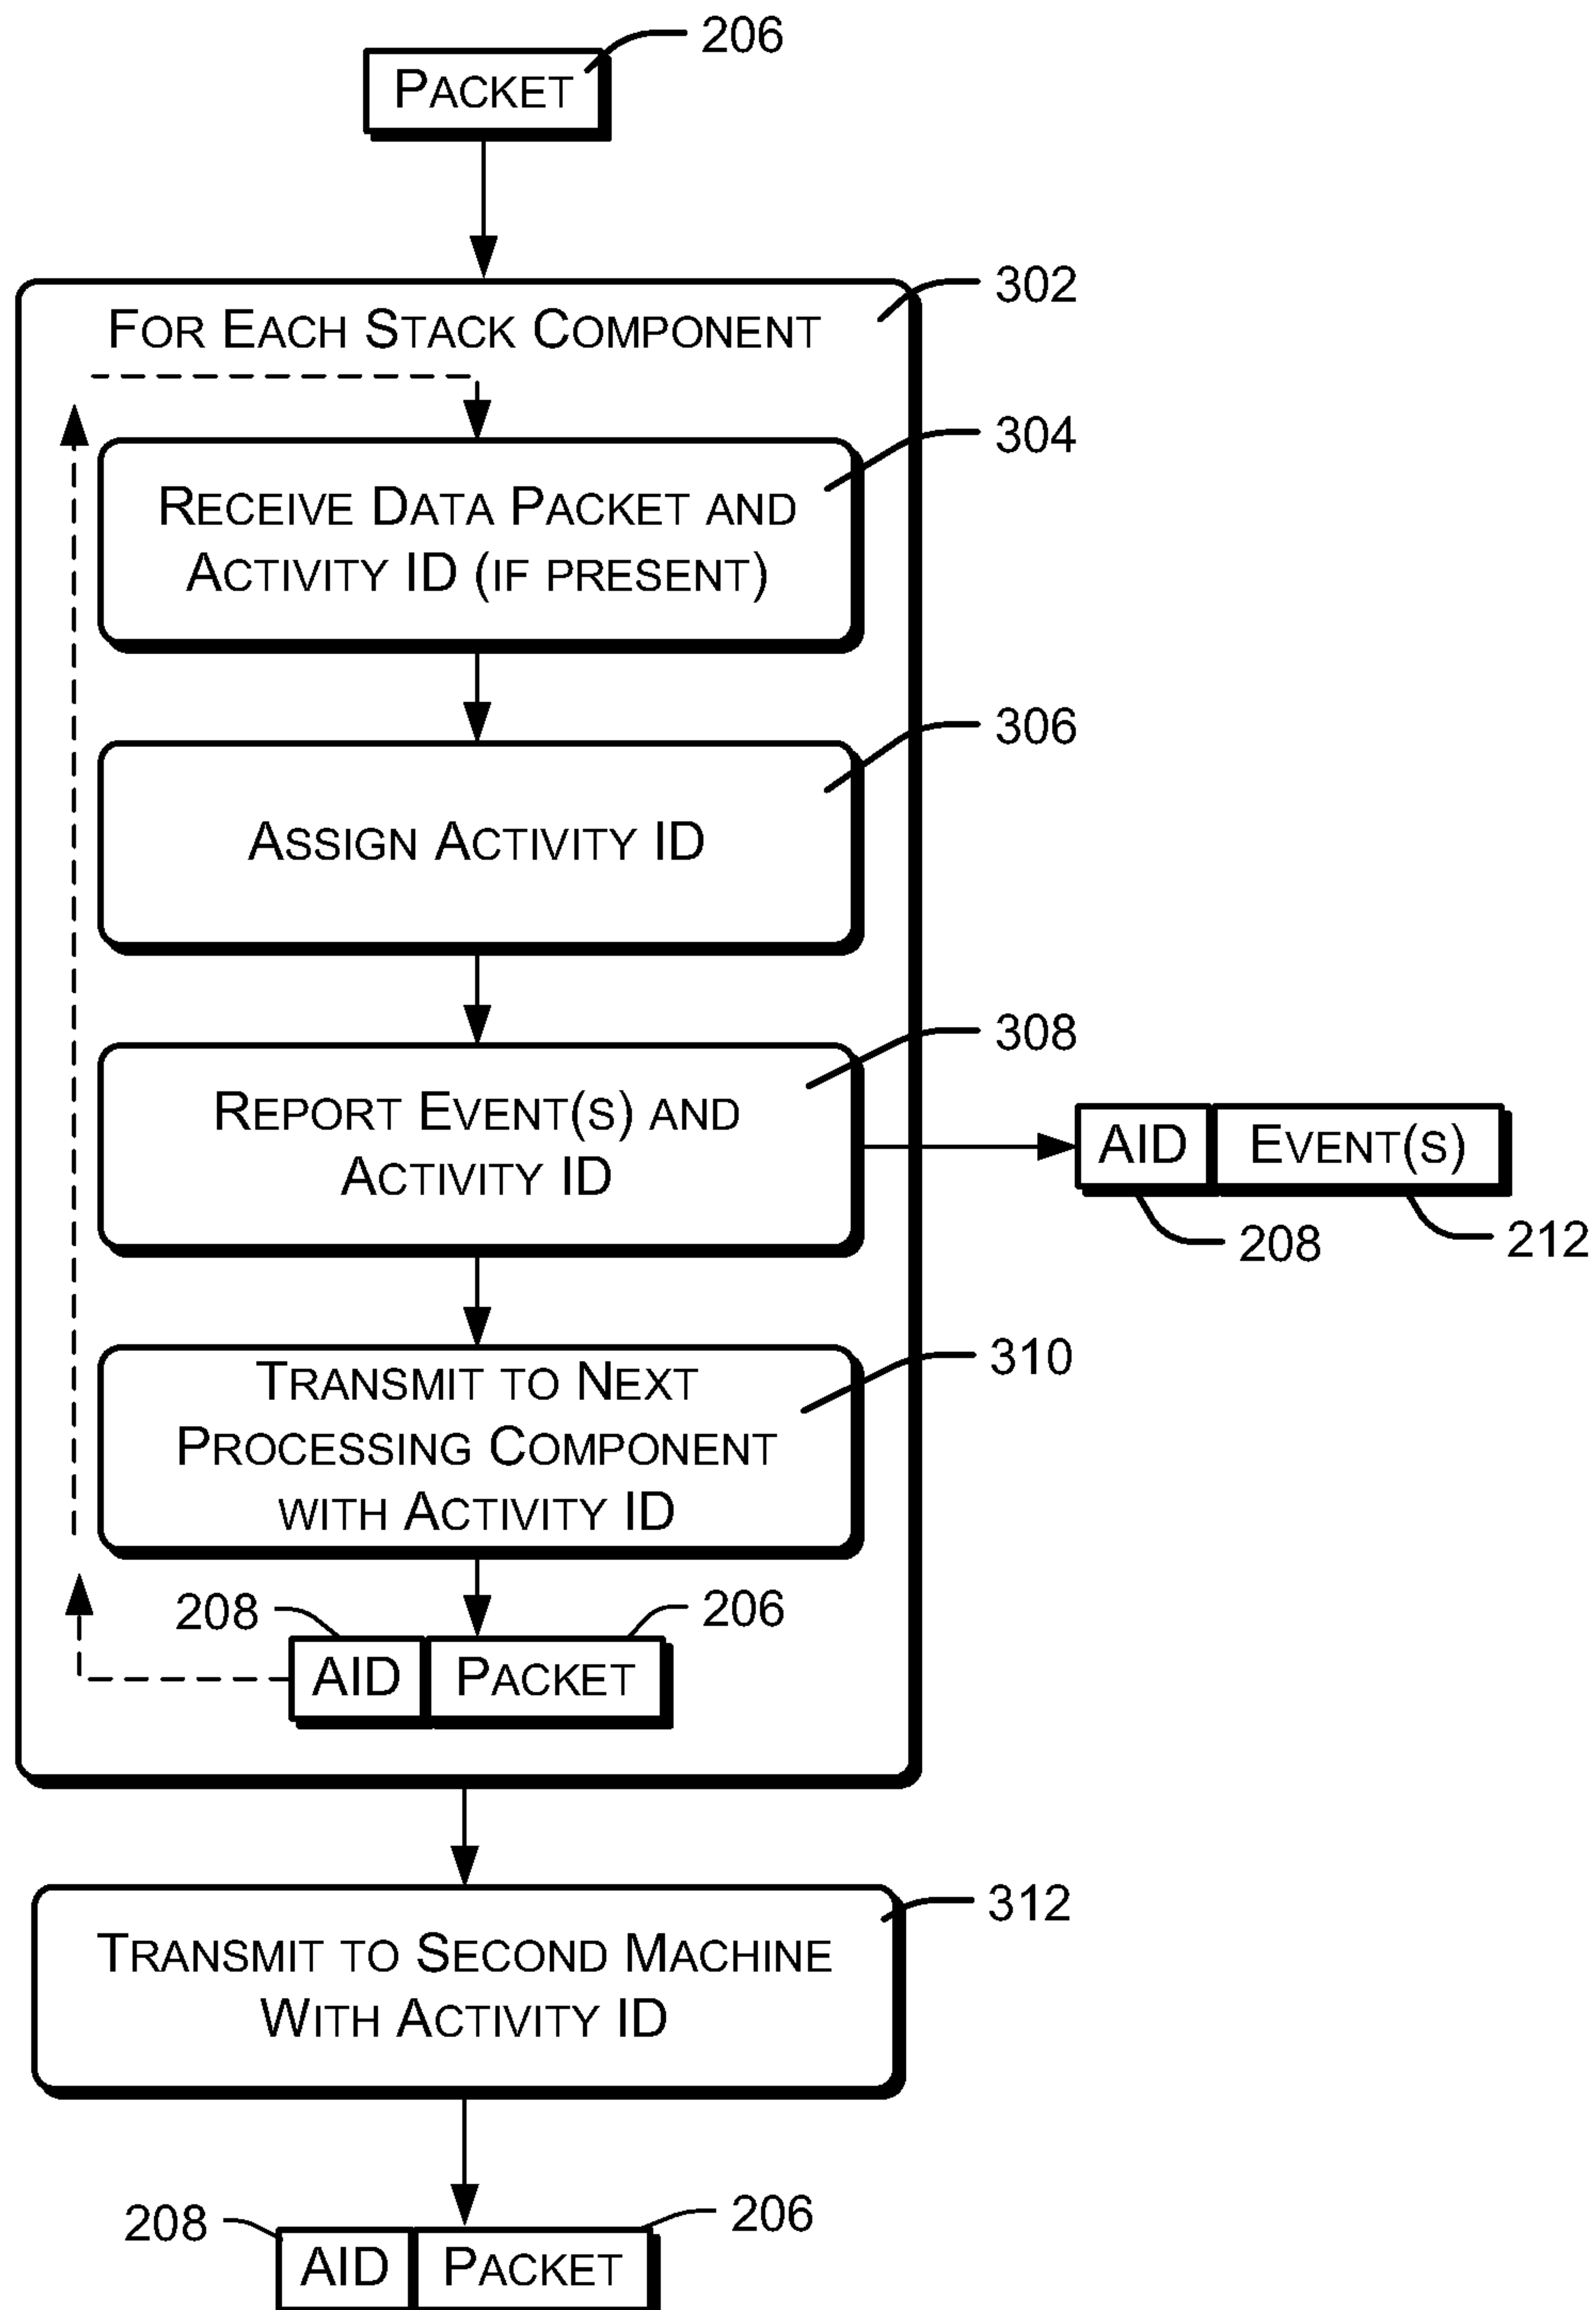 206
PACKET
302
FOR EACH STACK COMPONENT
304
RECEIVE DATA PACKET AND
ACTIVITY ID (IF PRESENT)
306
ASSIGN ACTIVITY ID
308
REPORT EVENT(S) AND
ACTIVITY ID
AID EVENT(S)
208 212
310
TRANSMIT TO NEXT
PROCESSING COMPONENT
WITH ACTIVITY ID
208 206
AID PACKET
312
TRANSMIT TO SECOND MACHINE
WITH ACTIVITY ID
208 206
AID PACKET